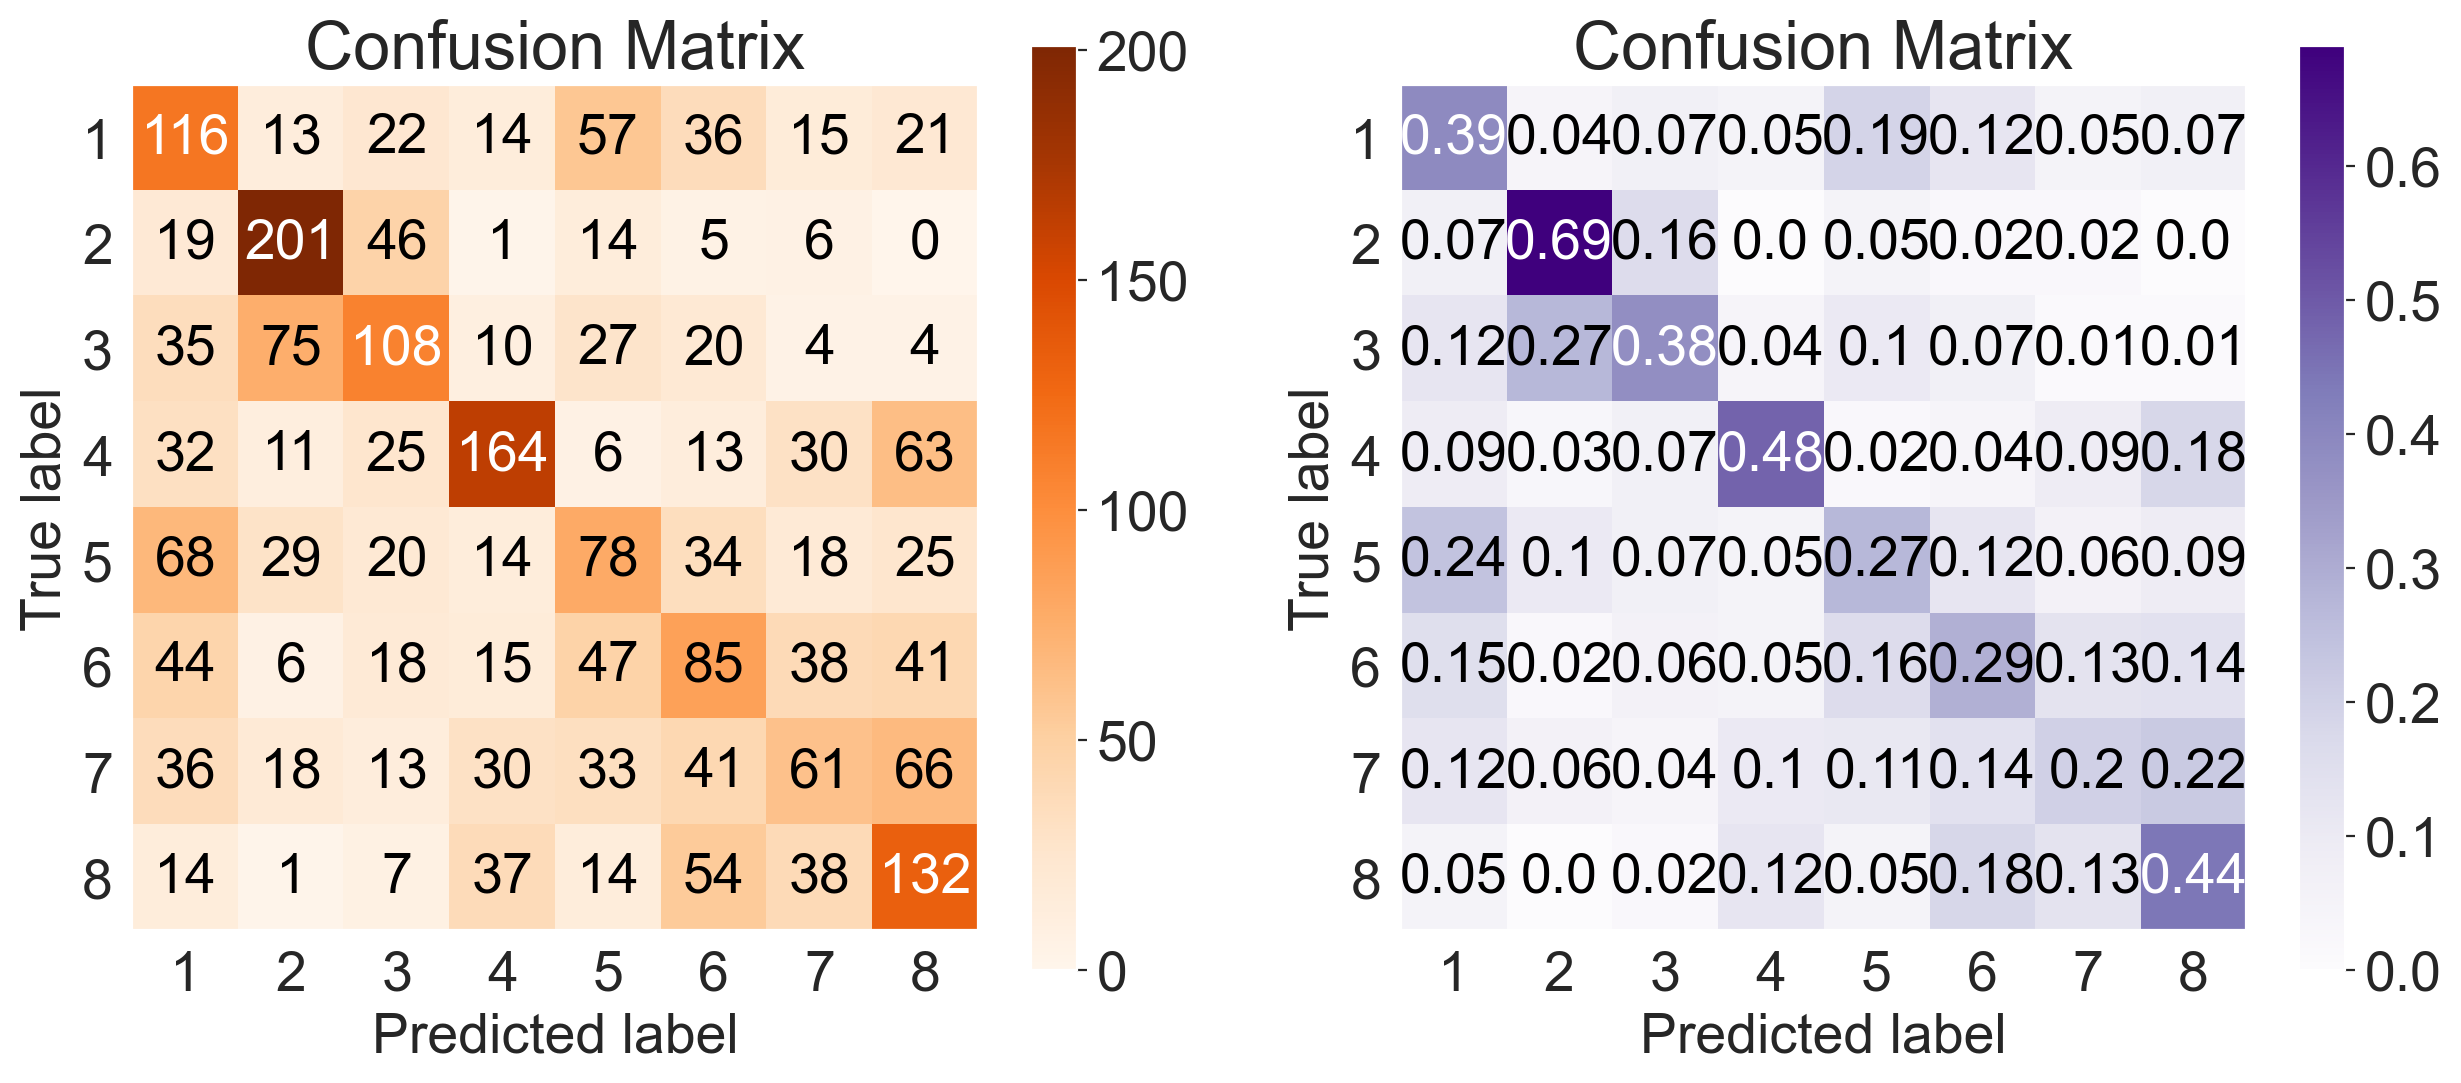 Confusion Matrix
True label
1 116 13 22 14 57 36 15 21
2 19 201 46 1 14 5 6 0
3 35 75 108 10 27 20 4 4
4 32 11 25 164 6 13 30 63
5 68 29 20 14 78 34 18 25
6 44 6 18 15 47 85 38 41
7 36 18 13 30 33 41 61 66
8 14 1 7 37 14 54 38 132
1 2 3 4 5 6 7 8
Predicted label
200
150
100
50
0
Confusion Matrix
True label
1 0.39 0.04 0.07 0.05 0.19 0.12 0.05 0.07
2 0.07 0.69 0.16 0.0 0.05 0.02 0.02 0.0
3 0.12 0.27 0.38 0.04 0.1 0.07 0.01 0.01
4 0.09 0.03 0.07 0.48 0.02 0.04 0.09 0.18
5 0.24 0.1 0.07 0.05 0.27 0.12 0.06 0.09
6 0.15 0.02 0.06 0.05 0.16 0.29 0.13 0.14
7 0.12 0.06 0.04 0.1 0.11 0.14 0.2 0.22
8 0.05 0.0 0.02 0.12 0.05 0.18 0.13 0.44
1 2 3 4 5 6 7 8
Predicted label
0.6
0.5
0.4
0.3
0.2
0.1
0.0